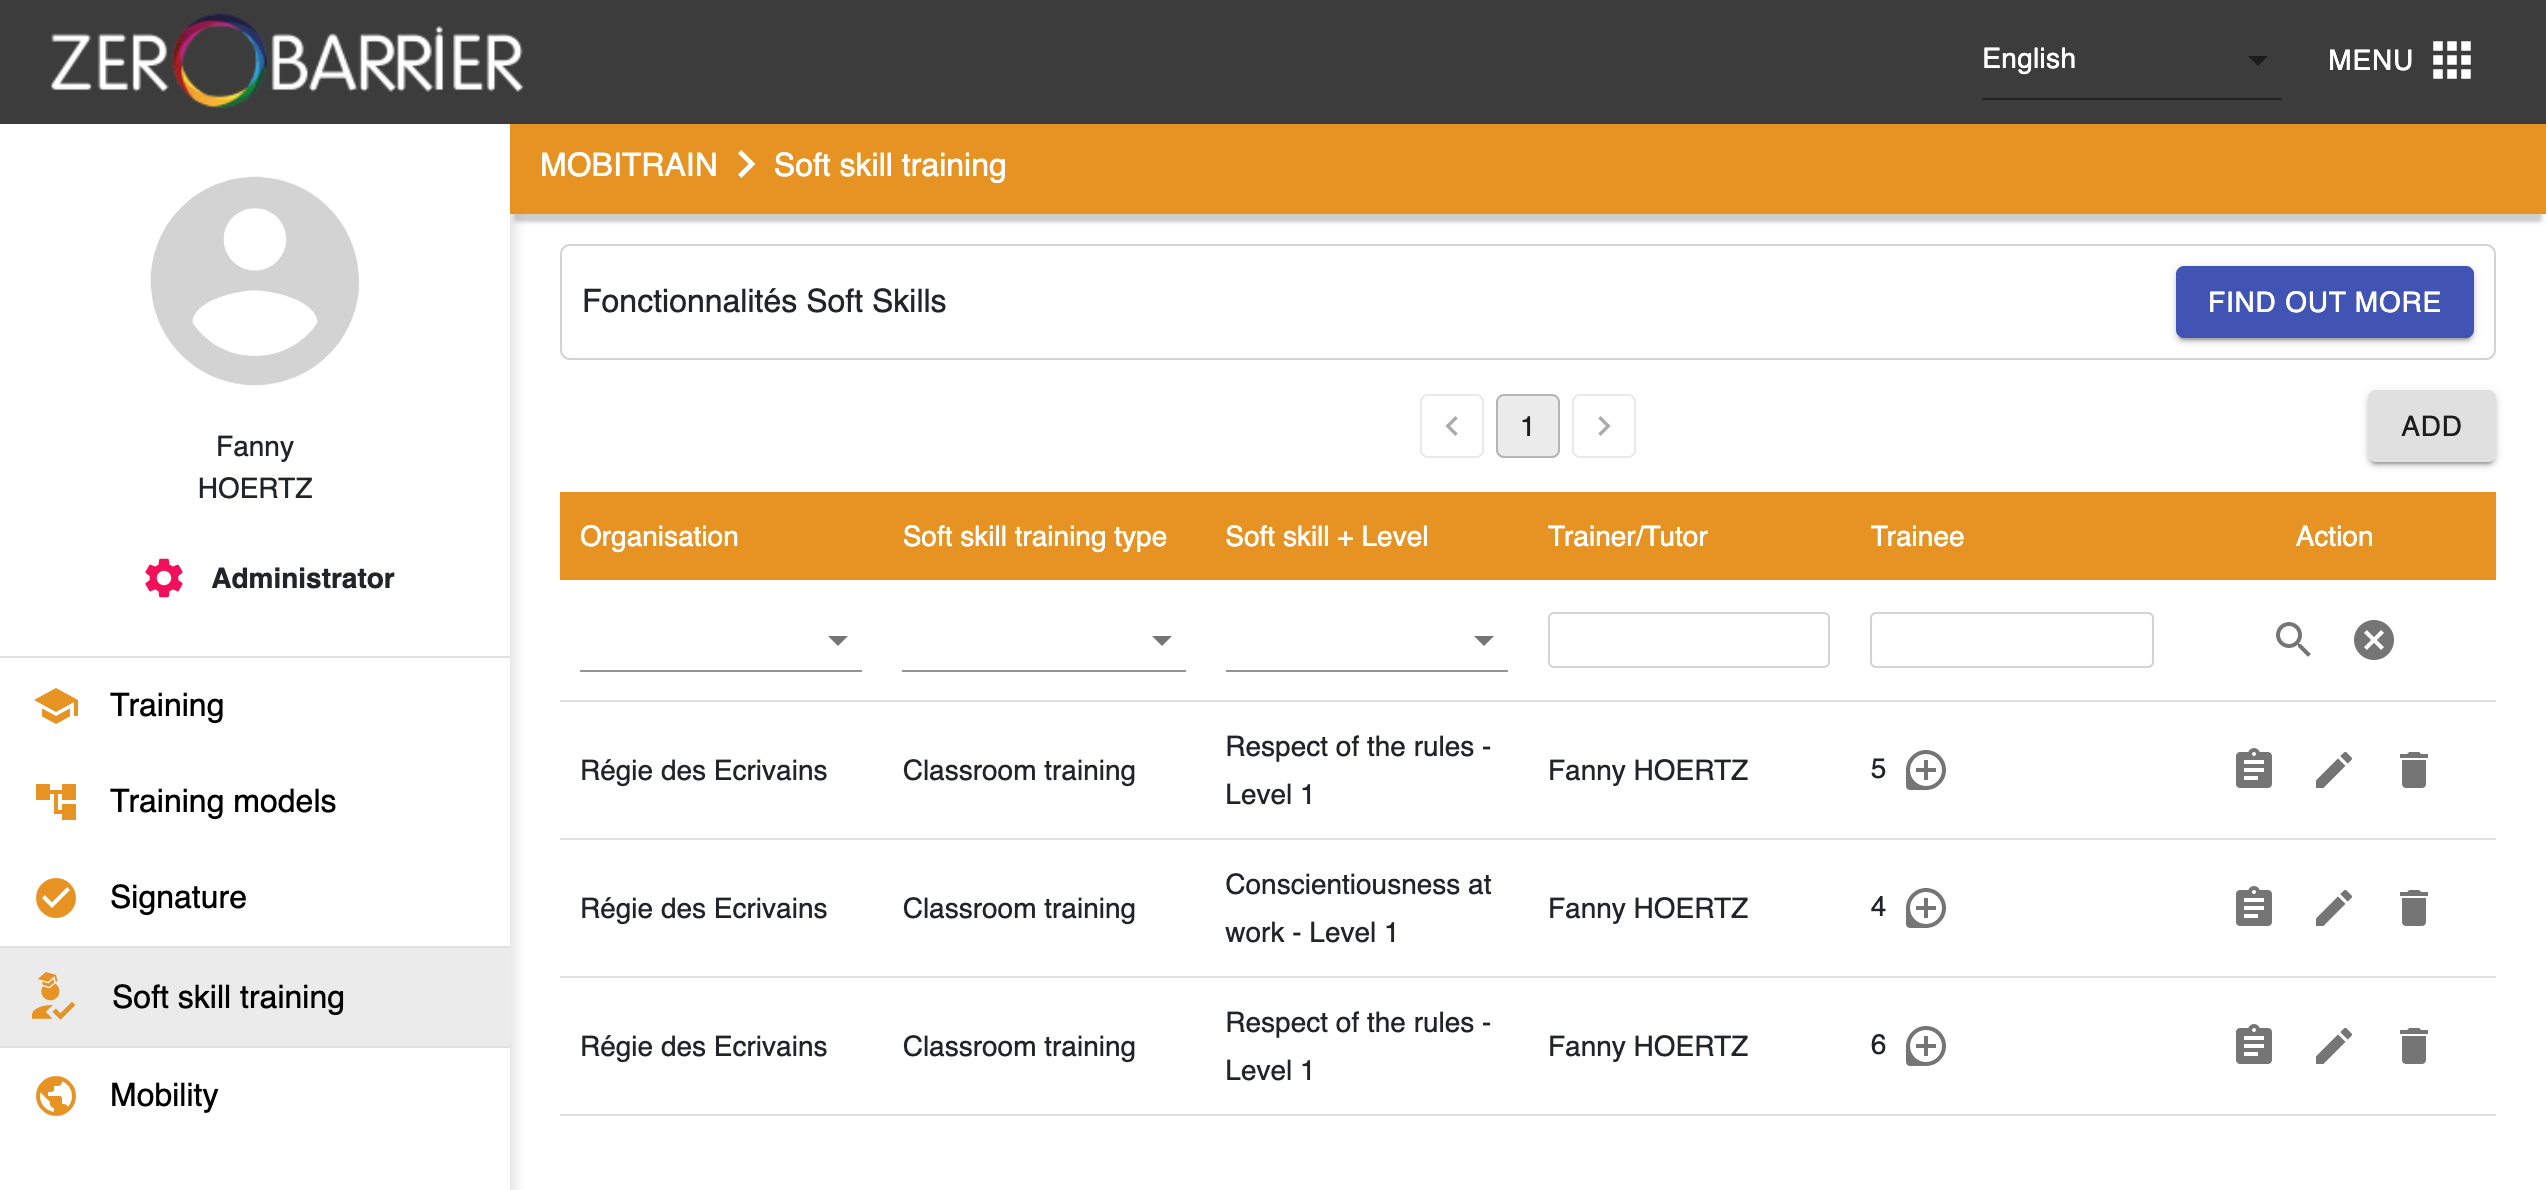 ZEROBARRiER
English
MENU
MOBITRAIN > Soft skill training
Fanny
HOERTZ
Administrator
Training
Training models
Signature
Soft skill training
Mobility
Fonctionnalités Soft Skills
FIND OUT MORE
< 1 >
ADD
Organisation Soft skill training type Soft skill + Level Trainer/Tutor Trainee Action
Régie des Ecrivains Classroom training Respect of the rules -
Level 1 Fanny HOERTZ 5
Régie des Ecrivains Classroom training Conscientiousness at
work - Level 1 Fanny HOERTZ 4
Régie des Ecrivains Classroom training Respect of the rules -
Level 1 Fanny HOERTZ 6